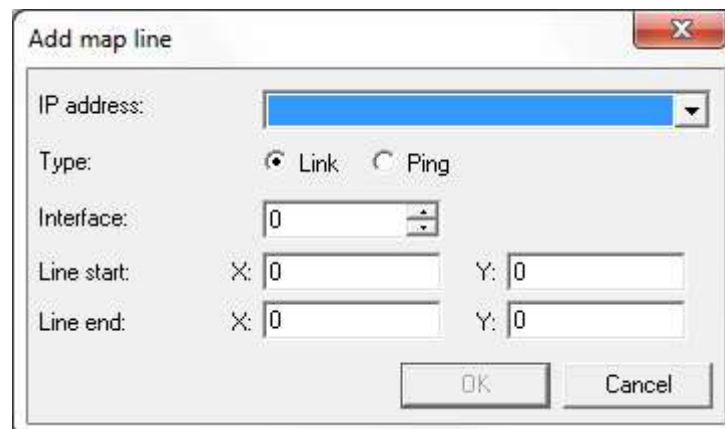 Add map line
IP address:
Type: Link Ping
Interface: 0
Line start: X: 0 Y: 0
Line end: X: 0 Y: 0
OK Cancel